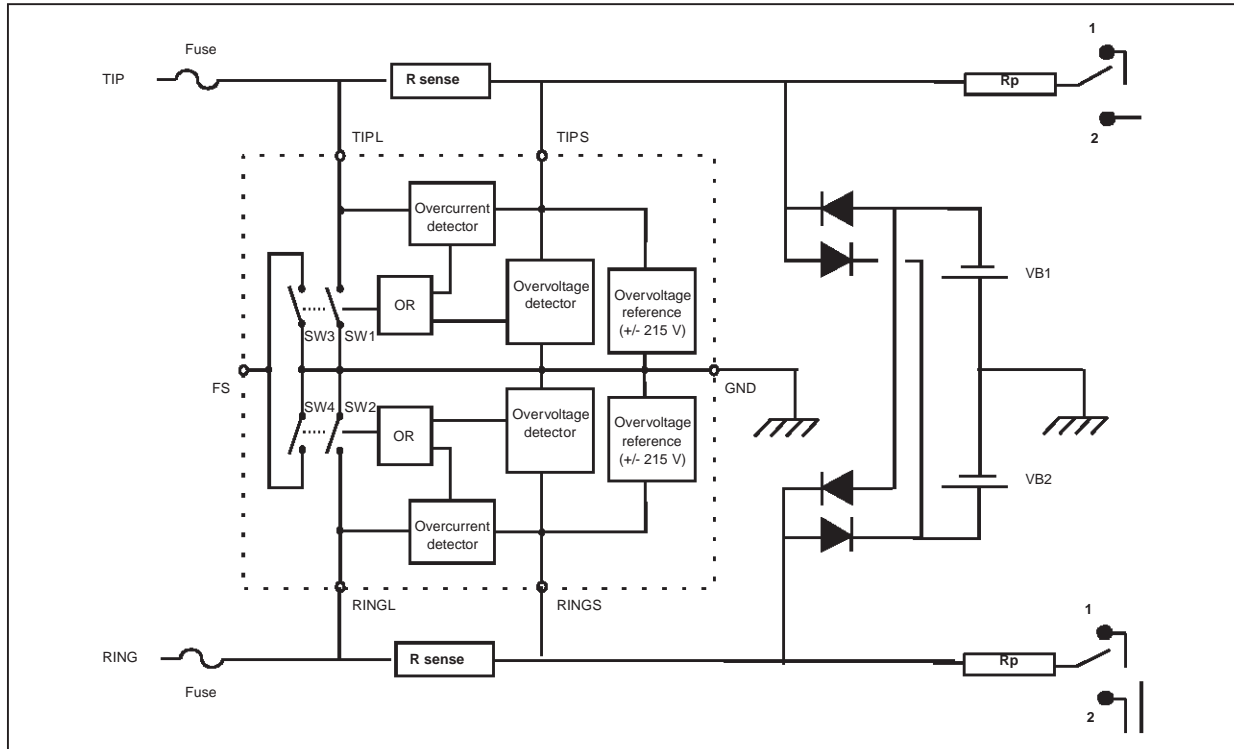 Fuse
1
TIP
R sense
Rp
2
TIPL
TIPS
Overcurrent
detector
VB1
OR
Overvoltage
detector
Overvoltage
reference
(+/- 215 V)
SW3
SW1
FS
GND
SW4
SW2
OR
Overvoltage
detector
Overvoltage
reference
(+/- 215 V)
VB2
Overcurrent
detector
RINGL
RINGS
1
RING
R sense
Rp
Fuse
2